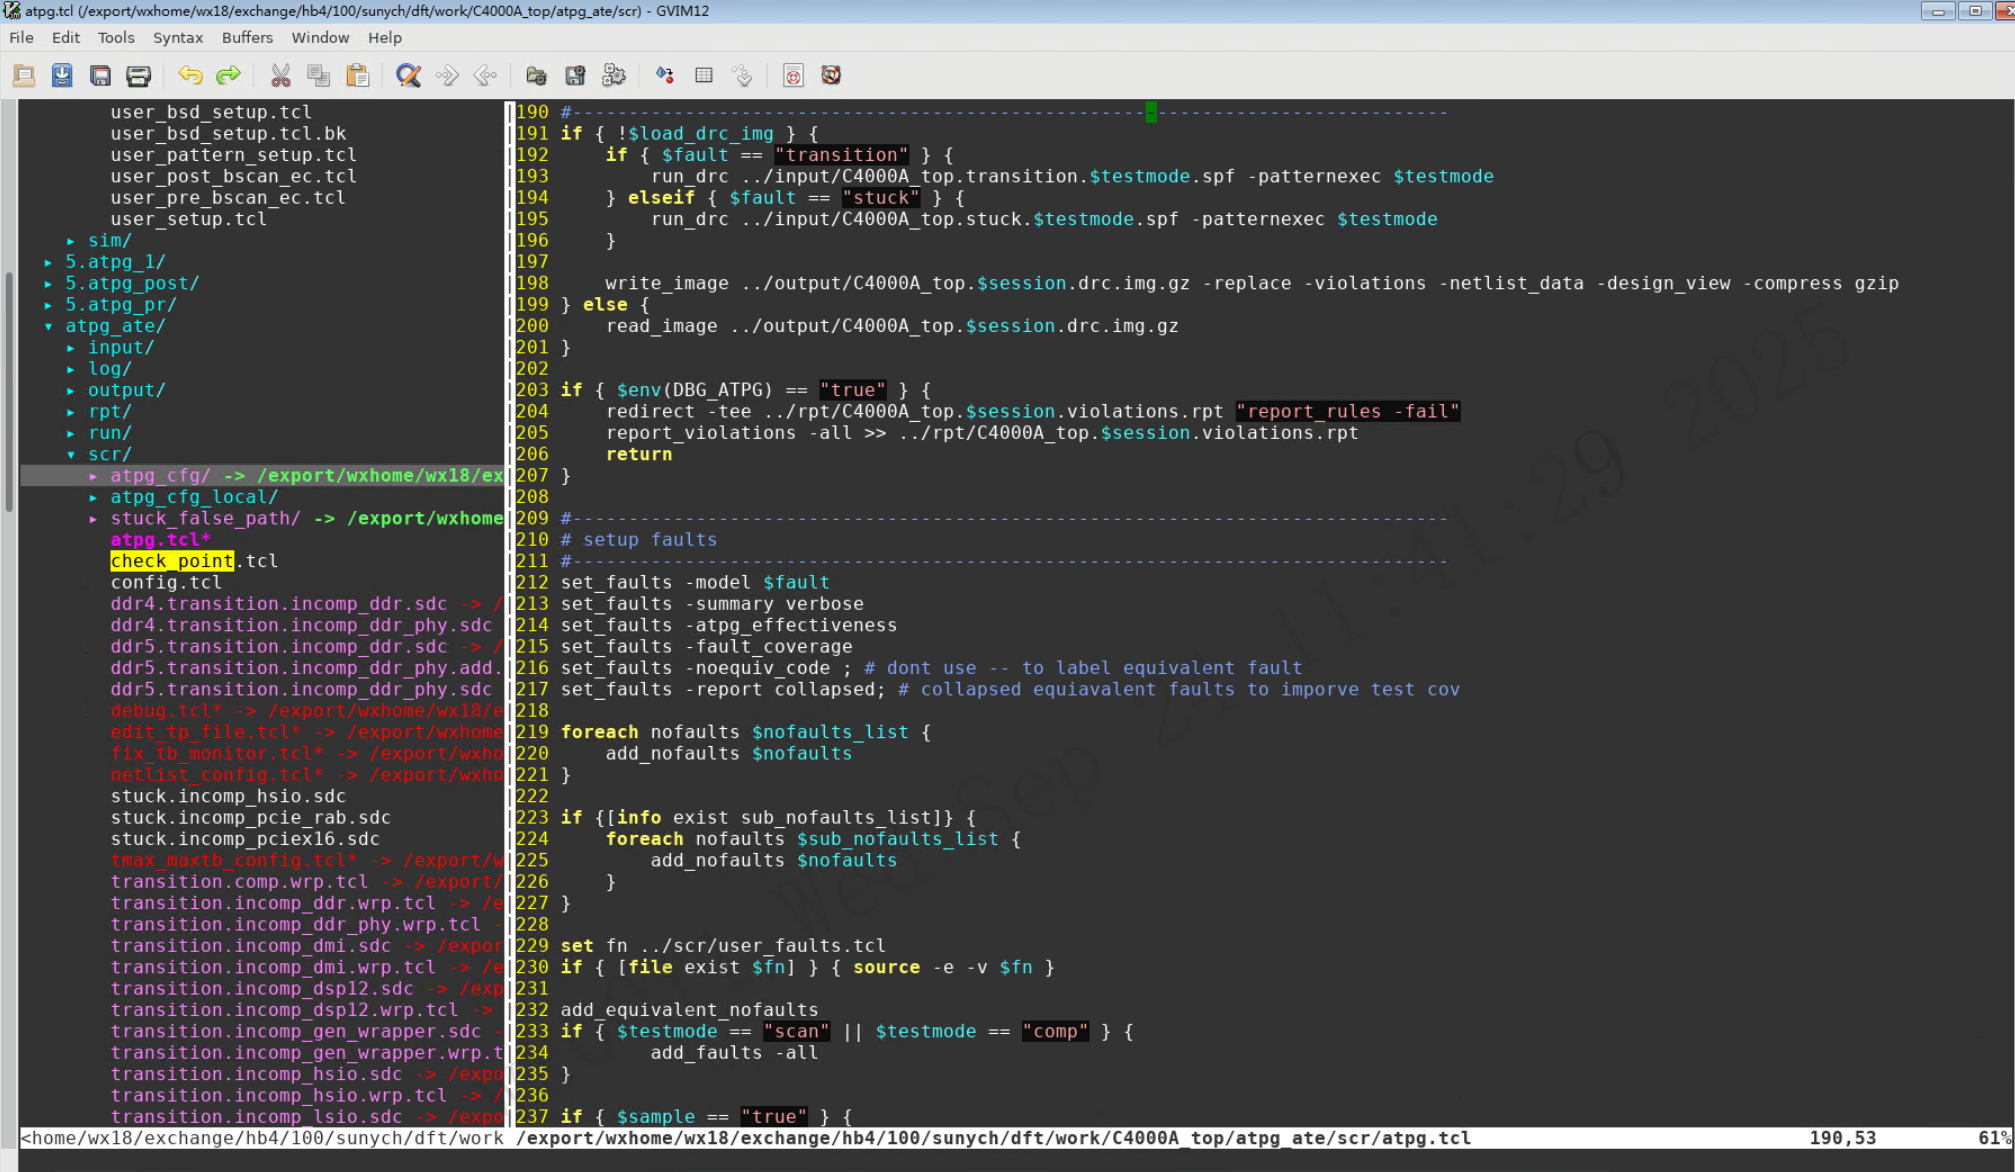 atpg.tcl (/export/wxhome/wx18/exchange/hb4/100/sunych/dft/work/C4000A_top/atpg_ate/scr) - GVIM12
File Edit Tools Syntax Buffers Window Help
user_bsd_setup.tcl
user_bsd_setup.tcl.bk
user_pattern_setup.tcl
user_post_bscan_ec.tcl
user_pre_bscan_ec.tcl
user_setup.tcl
▸ sim/
▸ 5.atpg_1/
▸ 5.atpg_post/
▸ 5.atpg_pr/
▾ atpg_ate/
▸ input/
▸ log/
▸ output/
▸ rpt/
▸ run/
▾ scr/
▸ atpg_cfg/ -> /export/wxhome/wx18/ex
▸ atpg_cfg_local/
▸ stuck_false_path/ -> /export/wxhome
atpg.tcl*
check_point.tcl
config.tcl
ddr4.transition.incomp_ddr.sdc -> /
ddr4.transition.incomp_ddr_phy.sdc
ddr5.transition.incomp_ddr.sdc -> /
ddr5.transition.incomp_ddr_phy.add.
ddr5.transition.incomp_ddr_phy.sdc
debug.tcl* -> /export/wxhome/wx18/e
edit_tp_file.tcl* -> /export/wxhome
fix_tb_monitor.tcl* -> /export/wxho
netlist_config.tcl* -> /export/wxho
stuck.incomp_hsio.sdc
stuck.incomp_pcie_rab.sdc
stuck.incomp_pciex16.sdc
tmax_maxtb_config.tcl* -> /export/w
transition.comp.wrp.tcl -> /export/
transition.incomp_ddr.wrp.tcl -> /e
transition.incomp_ddr_phy.wrp.tcl -
transition.incomp_dmi.sdc -> /expor
transition.incomp_dmi.wrp.tcl -> /e
transition.incomp_dsp12.sdc -> /exp
transition.incomp_dsp12.wrp.tcl ->
transition.incomp_gen_wrapper.sdc -
transition.incomp_gen_wrapper.wrp.t
transition.incomp_hsio.sdc -> /expo
transition.incomp_hsio.wrp.tcl -> /
transition.incomp_lsio.sdc -> /expo
190 #------------------------------------------------------------------------------
191 if { !$load_drc_img } {
192     if { $fault == "transition" } {
193         run_drc ../input/C4000A_top.transition.$testmode.spf -patternexec $testmode
194     } elseif { $fault == "stuck" } {
195         run_drc ../input/C4000A_top.stuck.$testmode.spf -patternexec $testmode
196     }
197
198     write_image ../output/C4000A_top.$session.drc.img.gz -replace -violations -netlist_data -design_view -compress gzip
199 } else {
200     read_image ../output/C4000A_top.$session.drc.img.gz
201 }
202
203 if { $env(DBG_ATPG) == "true" } {
204     redirect -tee ../rpt/C4000A_top.$session.violations.rpt "report_rules -fail"
205     report_violations -all >> ../rpt/C4000A_top.$session.violations.rpt
206     return
207 }
208
209 #------------------------------------------------------------------------------
210 # setup faults
211 #------------------------------------------------------------------------------
212 set_faults -model $fault
213 set_faults -summary verbose
214 set_faults -atpg_effectiveness
215 set_faults -fault_coverage
216 set_faults -noequiv_code ; # dont use -- to label equivalent fault
217 set_faults -report collapsed; # collapsed equiavalent faults to imporve test cov
218
219 foreach nofaults $nofaults_list {
220     add_nofaults $nofaults
221 }
222
223 if {[info exist sub_nofaults_list]} {
224     foreach nofaults $sub_nofaults_list {
225         add_nofaults $nofaults
226     }
227 }
228
229 set fn ../scr/user_faults.tcl
230 if { [file exist $fn] } { source -e -v $fn }
231
232 add_equivalent_nofaults
233 if { $testmode == "scan" || $testmode == "comp" } {
234         add_faults -all
235 }
236
237 if { $sample == "true" } {
<home/wx18/exchange/hb4/100/sunych/dft/work /export/wxhome/wx18/exchange/hb4/100/sunych/dft/work/C4000A_top/atpg_ate/scr/atpg.tcl 190,53 61%
Wed Sep 24 11:41:29 2025